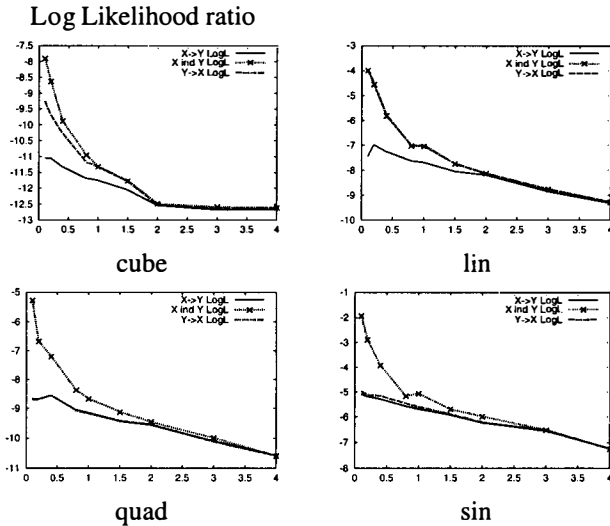 Log Likelihood ratio
X->Y LogL
X ind Y LogL
Y->X LogL
-7.5
-8
-8.5
-9
-9.5
-10
-10.5
-11
-11.5
-12
-12.5
-13
0 0.5 1 1.5 2 2.5 3 3.5 4
cube
X->Y LogL
X ind Y LogL
Y->X LogL
-3
-4
-5
-6
-7
-8
-9
-10
0 0.5 1 1.5 2 2.5 3 3.5 4
lin
X->Y LogL
X ind Y LogL
Y->X LogL
-5
-6
-7
-8
-9
-10
-11
0 0.5 1 1.5 2 2.5 3 3.5 4
quad
X->Y LogL
X ind Y LogL
Y->X LogL
-1
-2
-3
-4
-5
-6
-7
-8
0 0.5 1 1.5 2 2.5 3 3.5 4
sin